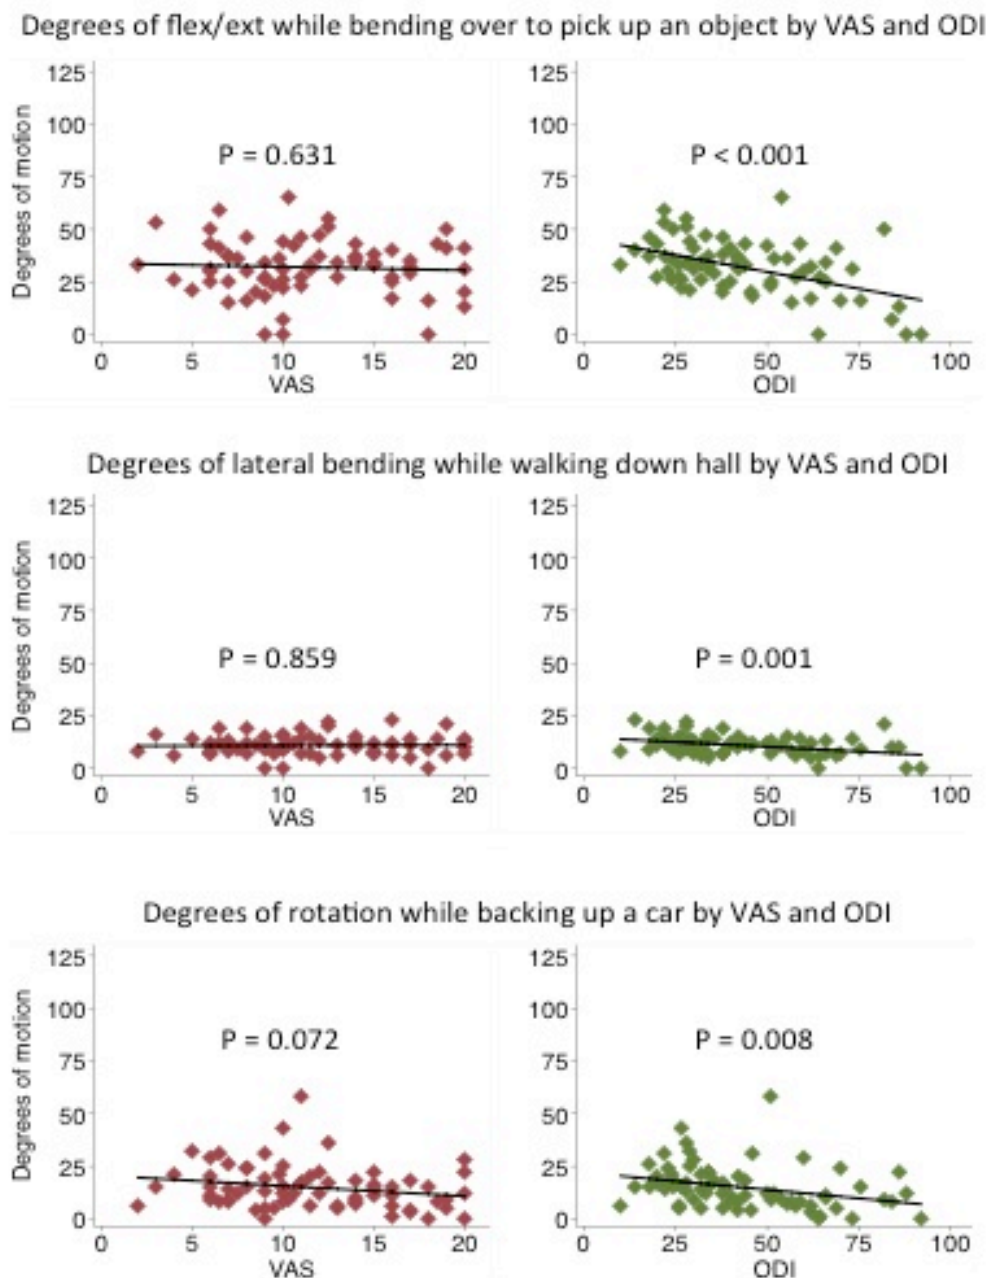 Degrees of flex/ext while bending over to pick up an object by VAS and ODI
Degrees of motion
125
100
75
50
25
0
P = 0.631
0 5 10 15 20
VAS
125
100
75
50
25
0
P < 0.001
0 25 50 75 100
ODI
Degrees of lateral bending while walking down hall by VAS and ODI
Degrees of motion
125
100
75
50
25
0
P = 0.859
0 5 10 15 20
VAS
125
100
75
50
25
0
P = 0.001
0 25 50 75 100
ODI
Degrees of rotation while backing up a car by VAS and ODI
Degrees of motion
125
100
75
50
25
0
P = 0.072
0 5 10 15 20
VAS
125
100
75
50
25
0
P = 0.008
0 25 50 75 100
ODI